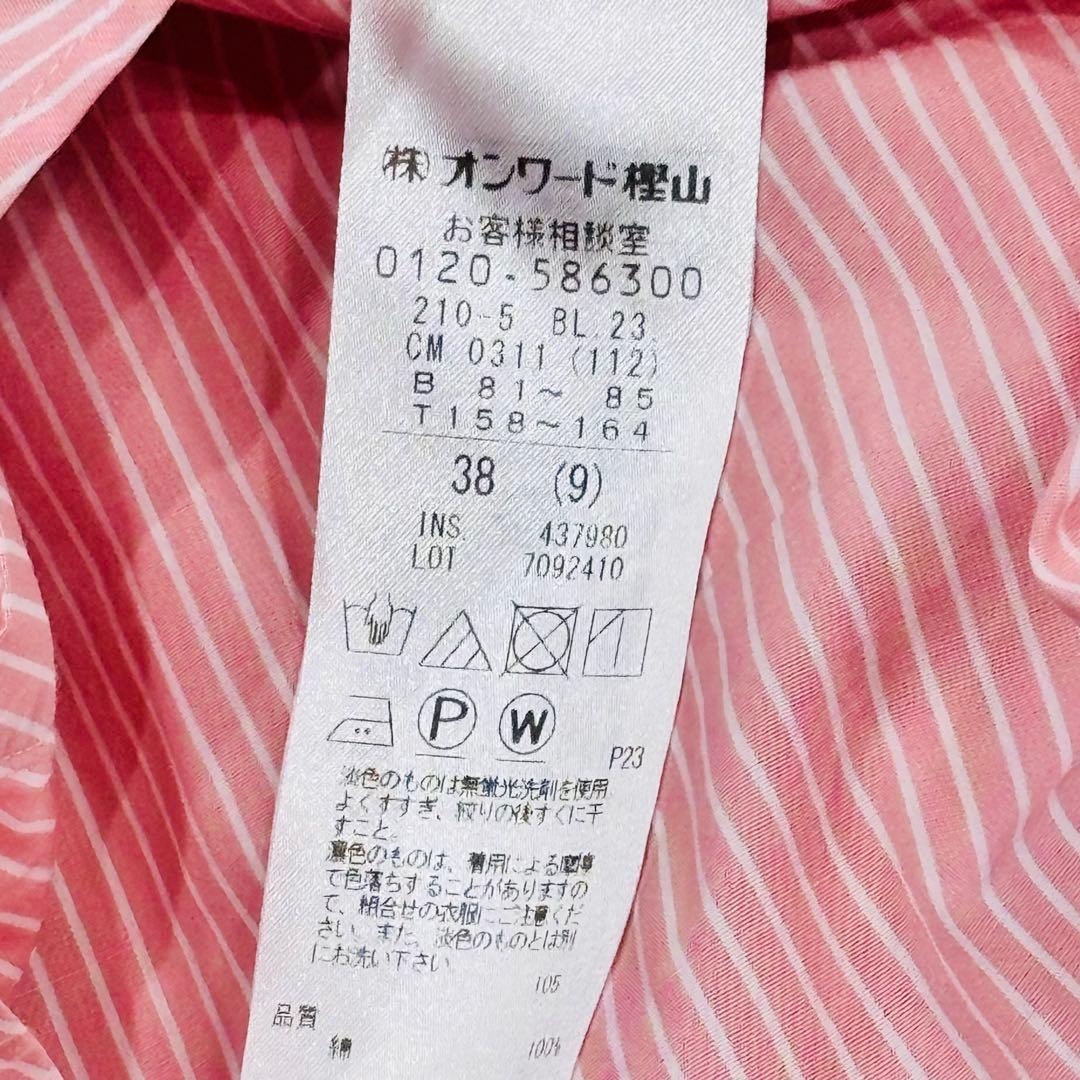 (株)オンワード樫山
お客様相談室
0120-586300
210-5 BL.23.
CM 0311 (112)
B 81～ 85
T 158～164
38 (9)
INS. 437980
LOT 7092410
P
W
P23
淡色のものは無蛍光洗剤を使用
よくすすぎ、絞りの後すぐに干
すこと。
濃色のものは、着用による摩擦
で色落ちすることがありますの
で、組合せの衣服にご注意くだ
さい。また、淡色のものとは別
にお洗い下さい
105
品質
綿 100%